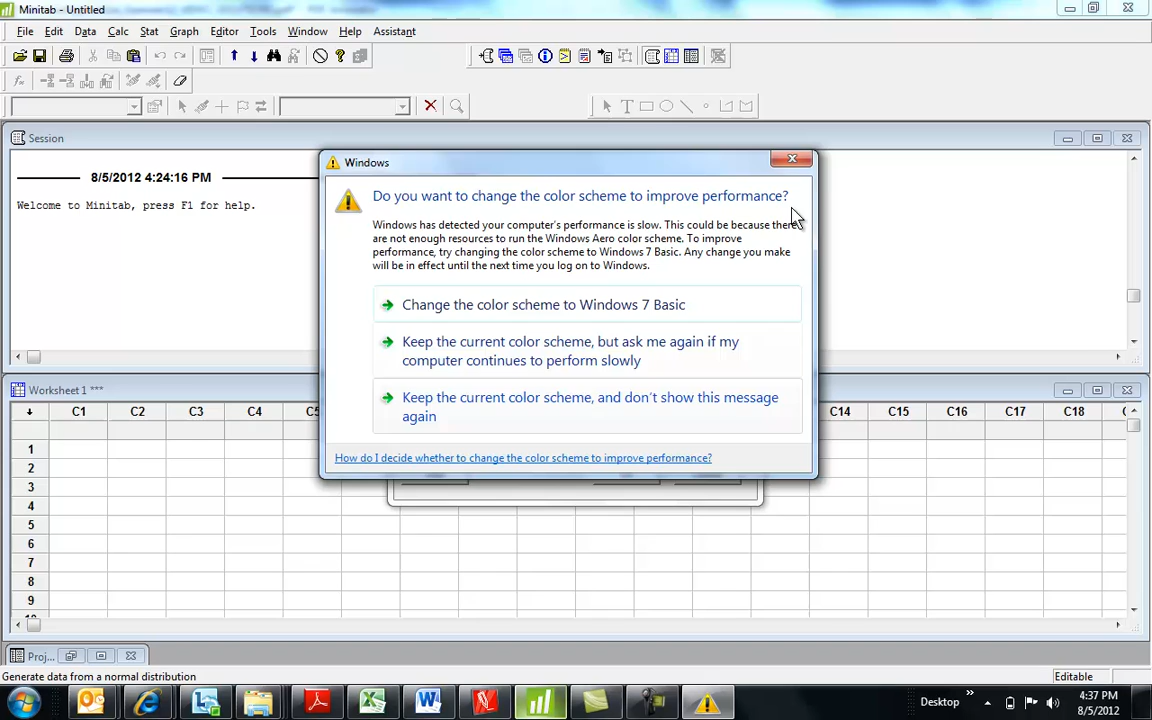 Minitab - Untitled
File Edit Data Calc Stat Graph Editor Tools Window Help Assistant
Session
8/5/2012 4:24:16 PM
Welcome to Minitab, press F1 for help.
Windows
Do you want to change the color scheme to improve performance?
Windows has detected your computer's performance is slow. This could be because there
are not enough resources to run the Windows Aero color scheme. To improve
performance, try changing the color scheme to Windows 7 Basic. Any change you make
will be in effect until the next time you log on to Windows.
Change the color scheme to Windows 7 Basic
Keep the current color scheme, but ask me again if my
computer continues to perform slowly
Keep the current color scheme, and don't show this message
again
How do I decide whether to change the color scheme to improve performance?
Worksheet 1 ***
C1 C2 C3 C4 C14 C15 C16 C17 C18
1
2
3
4
5
6
7
8
9
Proj...
Generate data from a normal distribution
Editable
Desktop
4:37 PM
8/5/2012